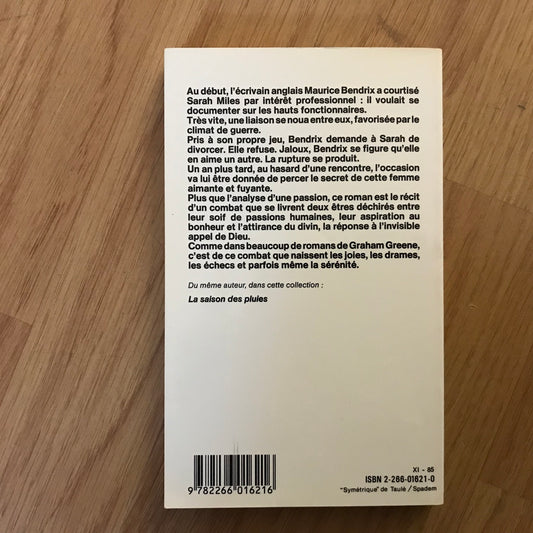 Au début, l'écrivain anglais Maurice Bendrix a courtisé
Sarah Miles par intérêt professionnel : il voulait se
documenter sur les hauts fonctionnaires.
Très vite, une liaison se noua entre eux, favorisée par le
climat de guerre.
Pris à son propre jeu, Bendrix demande à Sarah de
divorcer. Elle refuse. Jaloux, Bendrix se figure qu'elle
en aime un autre. La rupture se produit.
Un an plus tard, au hasard d'une rencontre, l'occasion
va lui être donnée de percer le secret de cette femme
aimante et fuyante.
Plus que l'analyse d'une passion, ce roman est le récit
d'un combat que se livrent deux êtres déchirés entre
leur soif de passions humaines, leur aspiration au
bonheur et l'attirance du divin, la réponse à l'invisible
appel de Dieu.
Comme dans beaucoup de romans de Graham Greene,
c'est de ce combat que naissent les joies, les drames,
les échecs et parfois même la sérénité.
Du même auteur, dans cette collection :
La saison des pluies
XI - 85
ISBN 2-266-01621-0
9 782266 016216
"Symétrique" de Taulé / Spadem